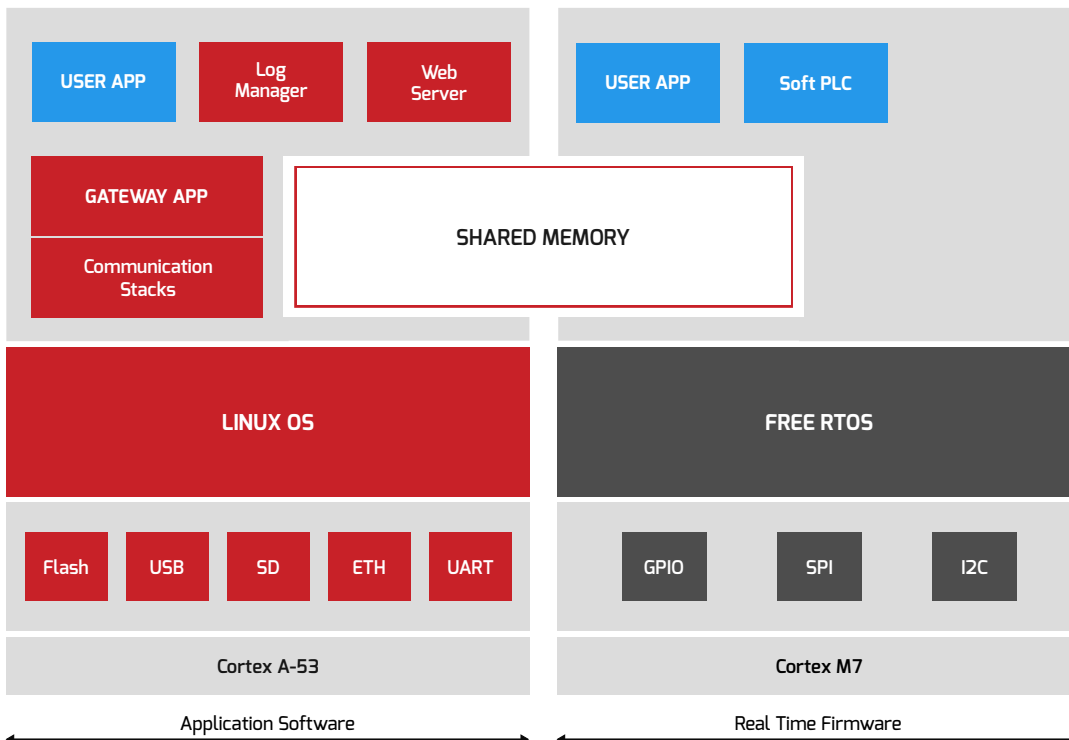 USER APP
Log
Manager
Web
Server
USER APP
Soft PLC
GATEWAY APP
Communication
Stacks
SHARED MEMORY
LINUX OS
FREE RTOS
Flash
USB
SD
ETH
UART
GPIO
SPI
I2C
Cortex A-53
Cortex M7
Application Software
Real Time Firmware